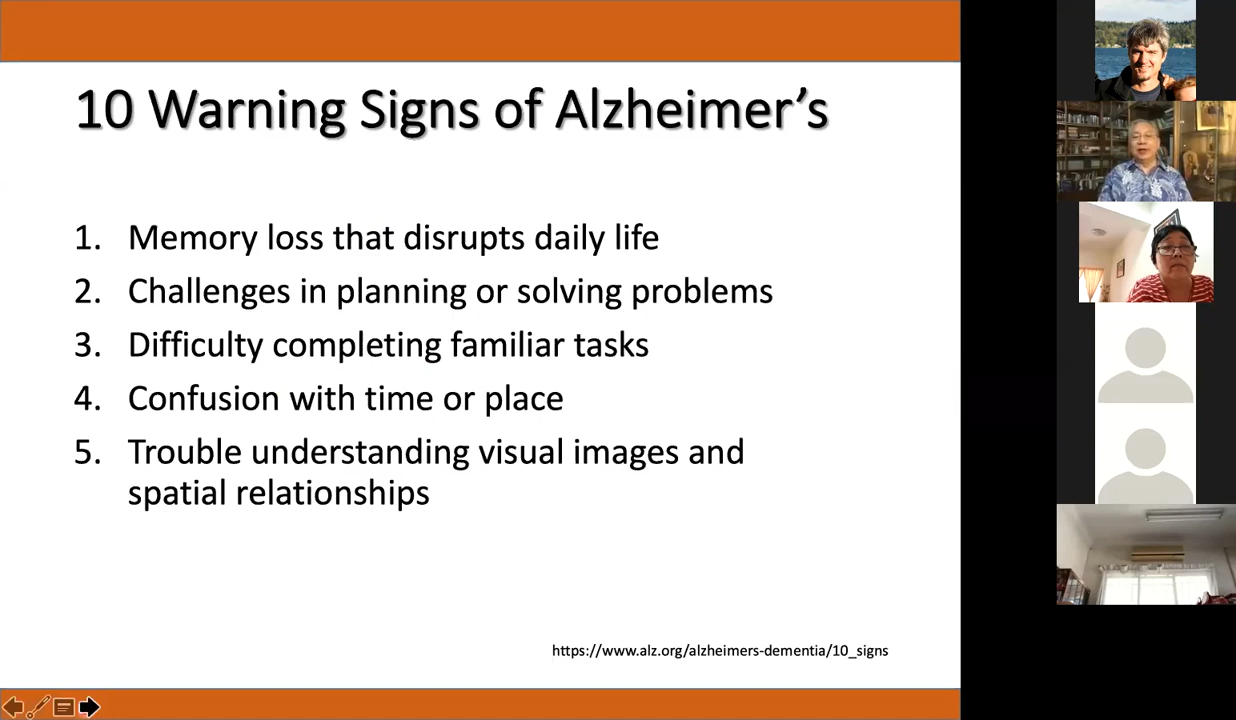 10 Warning Signs of Alzheimer’s
1. Memory loss that disrupts daily life
2. Challenges in planning or solving problems
3. Difficulty completing familiar tasks
4. Confusion with time or place
5. Trouble understanding visual images and
spatial relationships
https://www.alz.org/alzheimers-dementia/10_signs